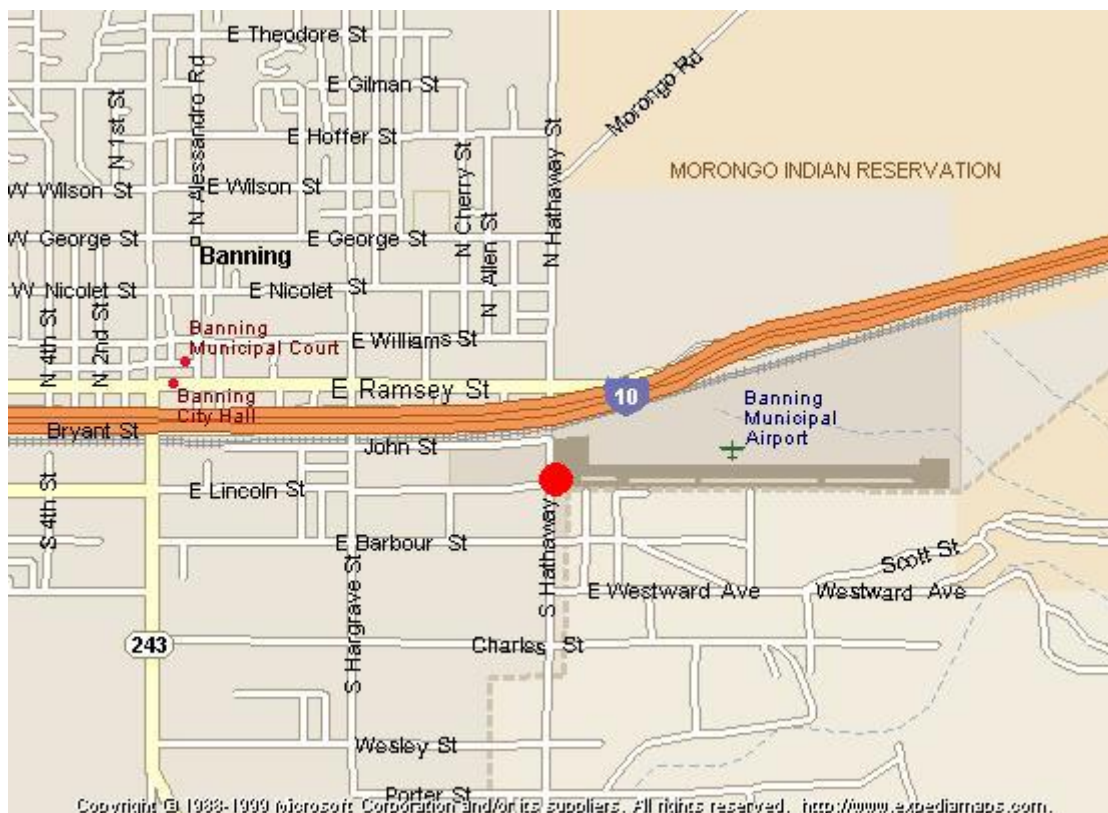 E Theodore St
N Alessandro Rd
E Gilman St
Morongo Rd
N 1st St
E Hoffer St
N Hathaway St
N Cherry St
MORONGO INDIAN RESERVATION
W Wilson St
E Wilson St
N Allen St
W George St
E George St
Banning
W Nicolet St
E Nicolet St
N 4th St
N 2nd St
Banning
Municipal Court
E Williams St
E Ramsey St
Banning
City Hall
10
Banning
Municipal
Airport
Bryant St
John St
E Lincoln St
S 4th St
E Barbour St
S Hathaway
Scott St
S Hargrave St
E Westward Ave
Westward Ave
243
Charles St
Wesley St
Porter St
Copyright © 1988-1999 Microsoft Corporation and/or its suppliers. All rights reserved. http://www.expediamaps.com.